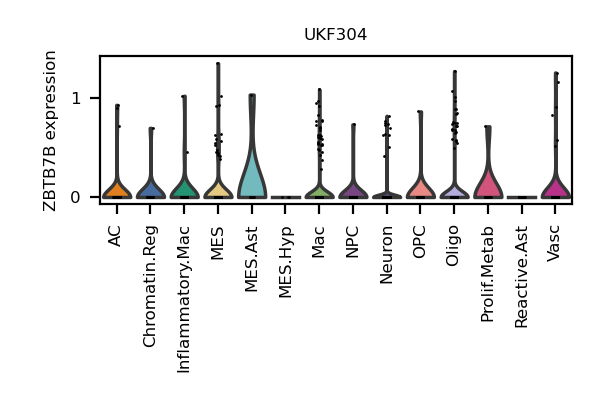 UKF304
ZBTB7B expression
1
0
AC
Chromatin.Reg
Inflammatory.Mac
MES
MES.Ast
MES.Hyp
Mac
NPC
Neuron
OPC
Oligo
Prolif.Metab
Reactive.Ast
Vasc